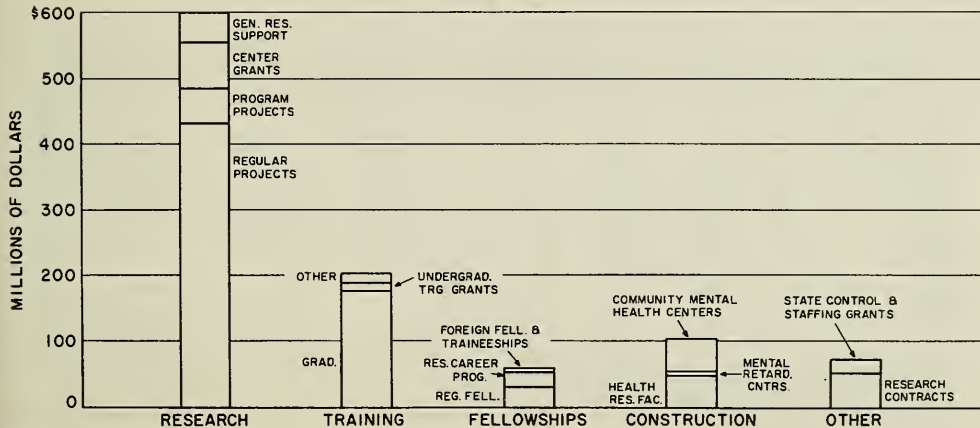 $600
500
400
300
200
100
0
MILLIONS OF DOLLARS
GEN. RES.
SUPPORT
CENTER
GRANTS
PROGRAM
PROJECTS
REGULAR
PROJECTS
OTHER
UNDERGRAD.
TRG GRANTS
GRAD.
FOREIGN FELL. &
TRAINEESHIPS
RES. CAREER
PROG.
REG. FELL.
COMMUNITY MENTAL
HEALTH CENTERS
MENTAL
RETARD.
CNTRS.
HEALTH
RES. FAC.
STATE CONTROL &
STAFFING GRANTS
RESEARCH
CONTRACTS
RESEARCH
TRAINING
FELLOWSHIPS
CONSTRUCTION
OTHER